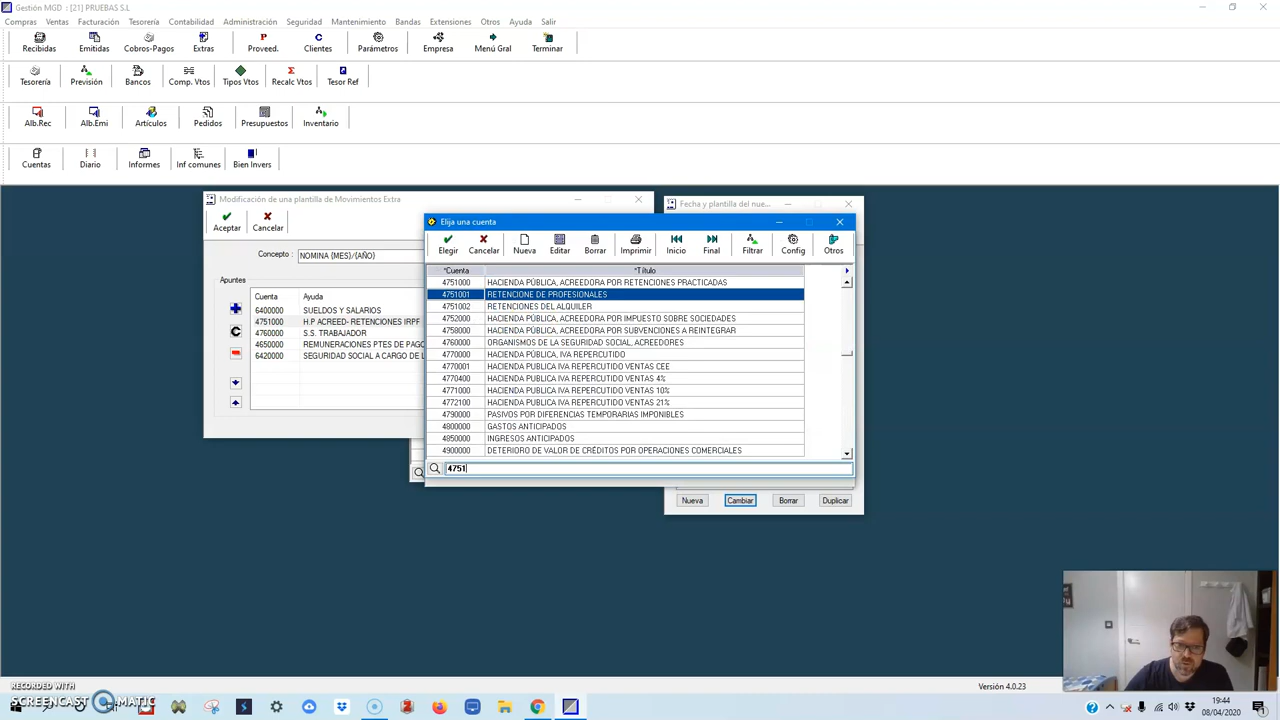 Gestión MGD : [21] PRUEBAS S.L
Compras Ventas Facturación Tesorería Contabilidad Administración Seguridad Mantenimiento Bandas Extensiones Otros Ayuda Salir
Recibidas Emitidas Cobros-Pagos Extras Proveed. Clientes Parámetros Empresa Menú Gral Terminar
Tesorería Previsión Bancos Comp. Vtos Tipos Vtos Recalc Vtos Tesor Ref
Alb.Rec Alb.Emi Artículos Pedidos Presupuestos Inventario
Cuentas Diario Informes Inf comunes Bien Invers
Modificación de una plantilla de Movimientos Extra
Aceptar Cancelar
Concepto : NOMINA {MES}/{AÑO}
Apuntes
Cuenta Ayuda
6400000 SUELDOS Y SALARIOS
4751000 H.P ACREED- RETENCIONES IRPF
4760000 S.S. TRABAJADOR
4650000 REMUNERACIONES PTES DE PAGO
6420000 SEGURIDAD SOCIAL A CARGO DE L
Fecha y plantilla del nue...
Elija una cuenta
Elegir Cancelar Nueva Editar Borrar Imprimir Inicio Final Filtrar Config Otros
*Cuenta *Título
4751000 HACIENDA PÚBLICA, ACREEDORA POR RETENCIONES PRACTICADAS
4751001 RETENCIONE DE PROFESIONALES
4751002 RETENCIONES DEL ALQUILER
4752000 HACIENDA PÚBLICA, ACREEDORA POR IMPUESTO SOBRE SOCIEDADES
4758000 HACIENDA PÚBLICA, ACREEDORA POR SUBVENCIONES A REINTEGRAR
4760000 ORGANISMOS DE LA SEGURIDAD SOCIAL, ACREEDORES
4770000 HACIENDA PÚBLICA, IVA REPERCUTIDO
4770001 HACIENDA PUBLICA IVA REPERCUTIDO VENTAS CEE
4770400 HACIENDA PUBLICA IVA REPERCUTIDO VENTAS 4%
4771000 HACIENDA PUBLICA IVA REPERCUTIDO VENTAS 10%
4772100 HACIENDA PUBLICA IVA REPERCUTIDO VENTAS 21%
4790000 PASIVOS POR DIFERENCIAS TEMPORARIAS IMPONIBLES
4800000 GASTOS ANTICIPADOS
4850000 INGRESOS ANTICIPADOS
4900000 DETERIORO DE VALOR DE CRÉDITOS POR OPERACIONES COMERCIALES
4751
Nueva Cambiar Borrar Duplicar
Versión 4.0.23
RECORDED WITH
SCREENCAST MATIC
19:44
08/04/2020